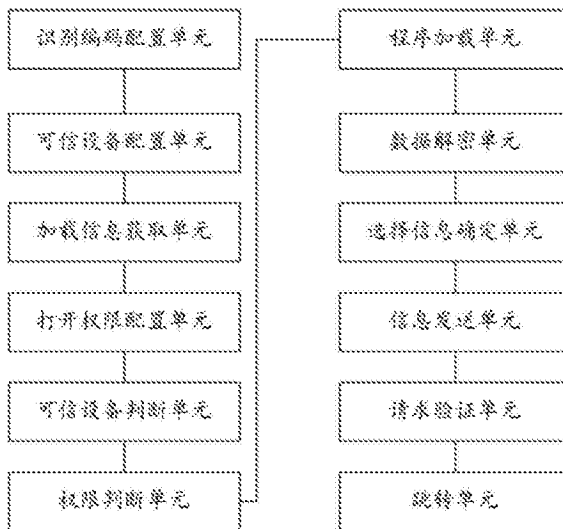 识别编码配置单元
可信设备配置单元
加载信息获取单元
打开权限配置单元
可信设备判断单元
权限判断单元
程序加载单元
数据解密单元
选择信息确定单元
信息发送单元
请求验证单元
跳转单元